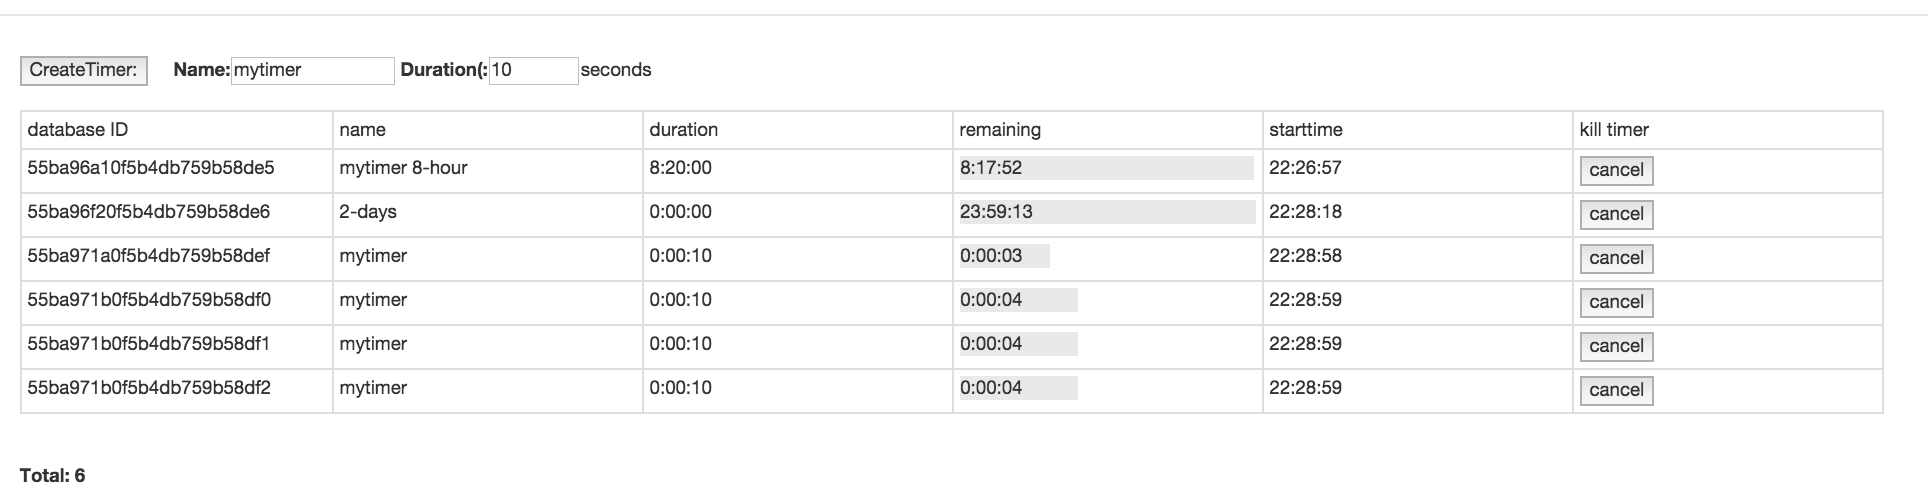 CreateTimer: Name: mytimer Duration(: 10 seconds
database ID name duration remaining starttime kill timer
55ba96a10f5b4db759b58de5 mytimer 8-hour 8:20:00 8:17:52 22:26:57 cancel
55ba96f20f5b4db759b58de6 2-days 0:00:00 23:59:13 22:28:18 cancel
55ba971a0f5b4db759b58def mytimer 0:00:10 0:00:03 22:28:58 cancel
55ba971b0f5b4db759b58df0 mytimer 0:00:10 0:00:04 22:28:59 cancel
55ba971b0f5b4db759b58df1 mytimer 0:00:10 0:00:04 22:28:59 cancel
55ba971b0f5b4db759b58df2 mytimer 0:00:10 0:00:04 22:28:59 cancel
Total: 6